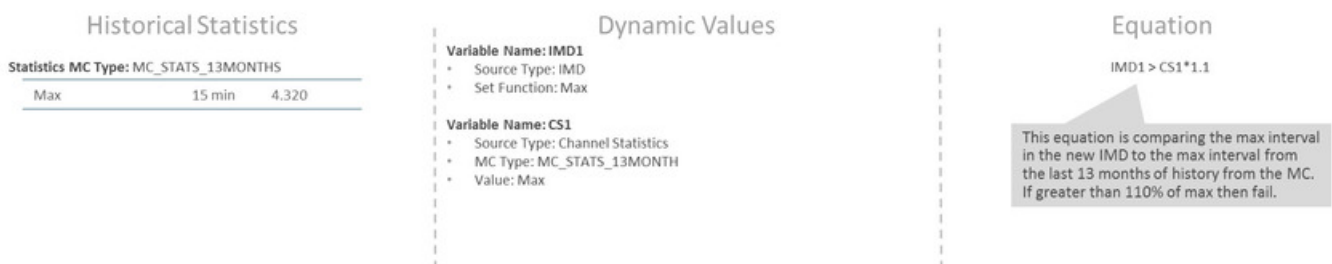 Historical Statistics
Statistics MC Type: MC_STATS_13MONTHS
Max 15 min 4.320
Dynamic Values
Variable Name: IMD1
• Source Type: IMD
• Set Function: Max
Variable Name: CS1
• Source Type: Channel Statistics
• MC Type: MC_STATS_13MONTH
• Value: Max
Equation
IMD1 > CS1*1.1
This equation is comparing the max interval
in the new IMD to the max interval from
the last 13 months of history from the MC.
If greater than 110% of max then fail.